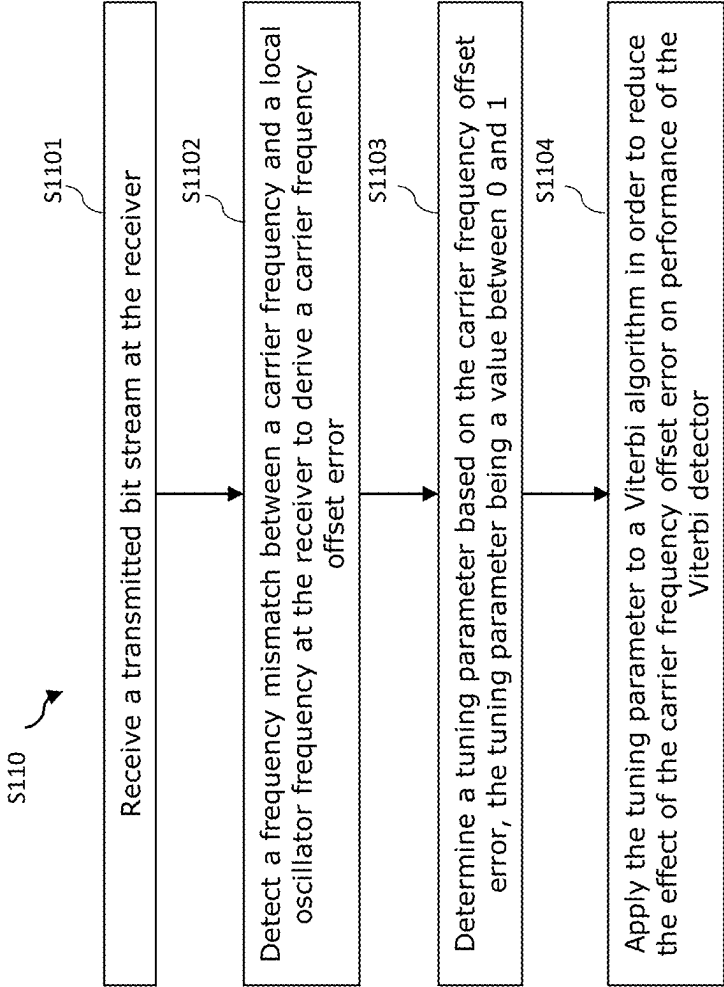 S110
S1101
Receive a transmitted bit stream at the receiver
S1102
Detect a frequency mismatch between a carrier frequency and a local
oscillator frequency at the receiver to derive a carrier frequency
offset error
S1103
Determine a tuning parameter based on the carrier frequency offset
error, the tuning parameter being a value between 0 and 1
S1104
Apply the tuning parameter to a Viterbi algorithm in order to reduce
the effect of the carrier frequency offset error on performance of the
Viterbi detector